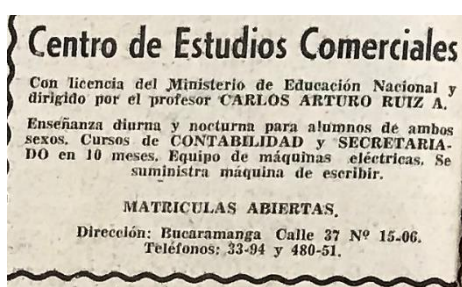 Centro de Estudios Comerciales
Con licencia del Ministerio de Educación Nacional y
dirigido por el profesor CARLOS ARTURO RUIZ A.
Enseñanza diurna y nocturna para alumnos de ambos
sexos. Cursos de CONTABILIDAD y SECRETARIA-
DO en 10 meses. Equipo de máquinas eléctricas. Se
suministra máquina de escribir.
MATRICULAS ABIERTAS.
Dirección: Bucaramanga Calle 37 Nº 15-06.
Teléfonos: 33-94 y 480-51.